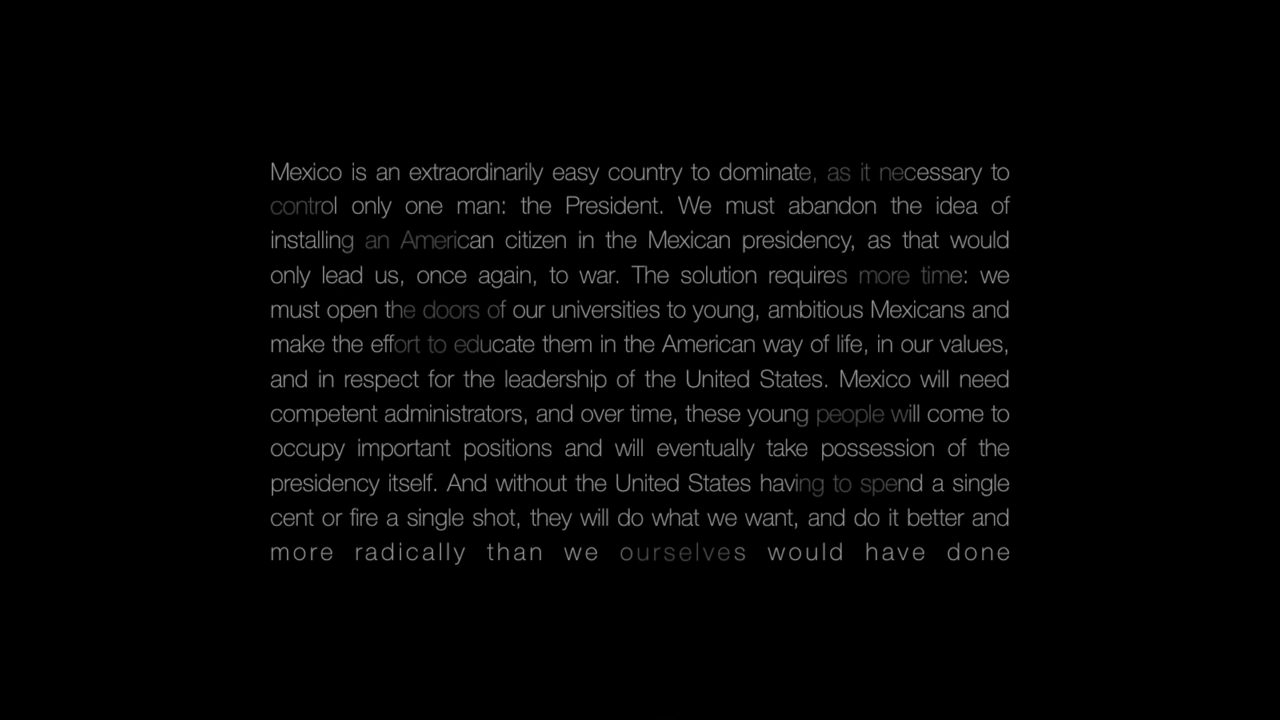 Mexico is an extraordinarily easy country to dominate, as it necessary to
control only one man: the President. We must abandon the idea of
installing an American citizen in the Mexican presidency, as that would
only lead us, once again, to war. The solution requires more time: we
must open the doors of our universities to young, ambitious Mexicans and
make the effort to educate them in the American way of life, in our values,
and in respect for the leadership of the United States. Mexico will need
competent administrators, and over time, these young people will come to
occupy important positions and will eventually take possession of the
presidency itself. And without the United States having to spend a single
cent or fire a single shot, they will do what we want, and do it better and
more radically than we ourselves would have done